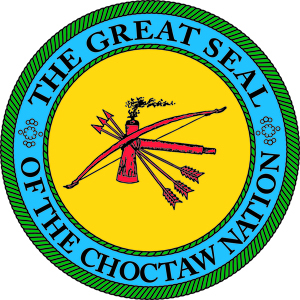 THE GREAT SEAL
OF THE CHOCTAW NATION